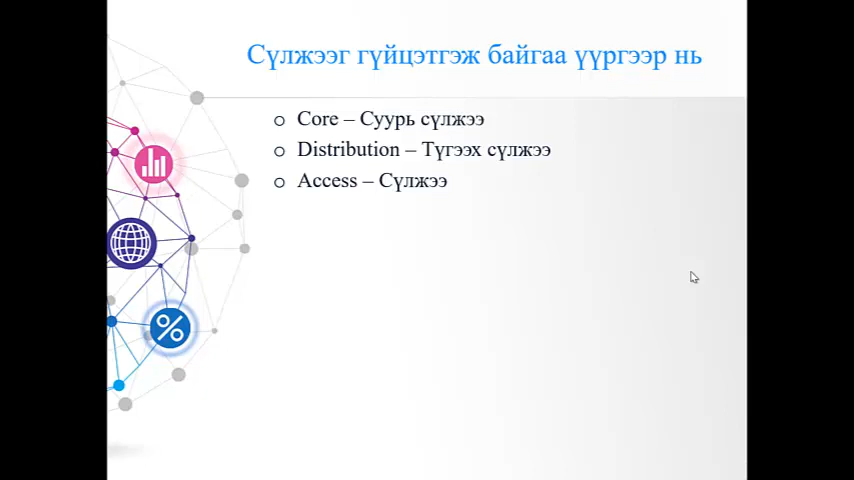 Сүлжээг гүйцэтгэж байгаа үүргээр нь
Core – Суурь сүлжээ
Distribution – Түгээх сүлжээ
Access – Сүлжээ